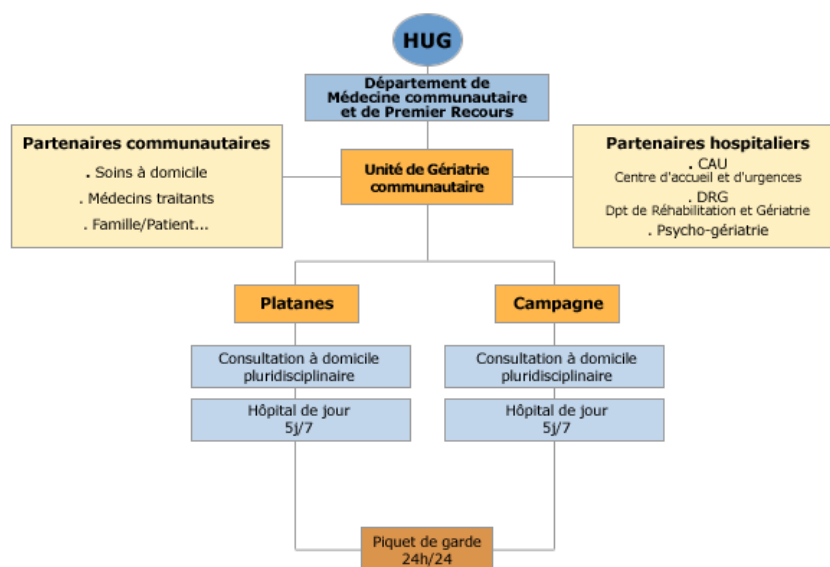 HUG
Département de
Médecine communautaire
et de Premier Recours
Partenaires communautaires
. Soins à domicile
. Médecins traitants
. Famille/Patient...
Unité de Gériatrie
communautaire
Partenaires hospitaliers
. CAU
Centre d'accueil et d'urgences
. DRG
Dpt de Réhabilitation et Gériatrie
. Psycho-gériatrie
Platanes
Campagne
Consultation à domicile
pluridisciplinaire
Consultation à domicile
pluridisciplinaire
Hôpital de jour
5j/7
Hôpital de jour
5j/7
Piquet de garde
24h/24